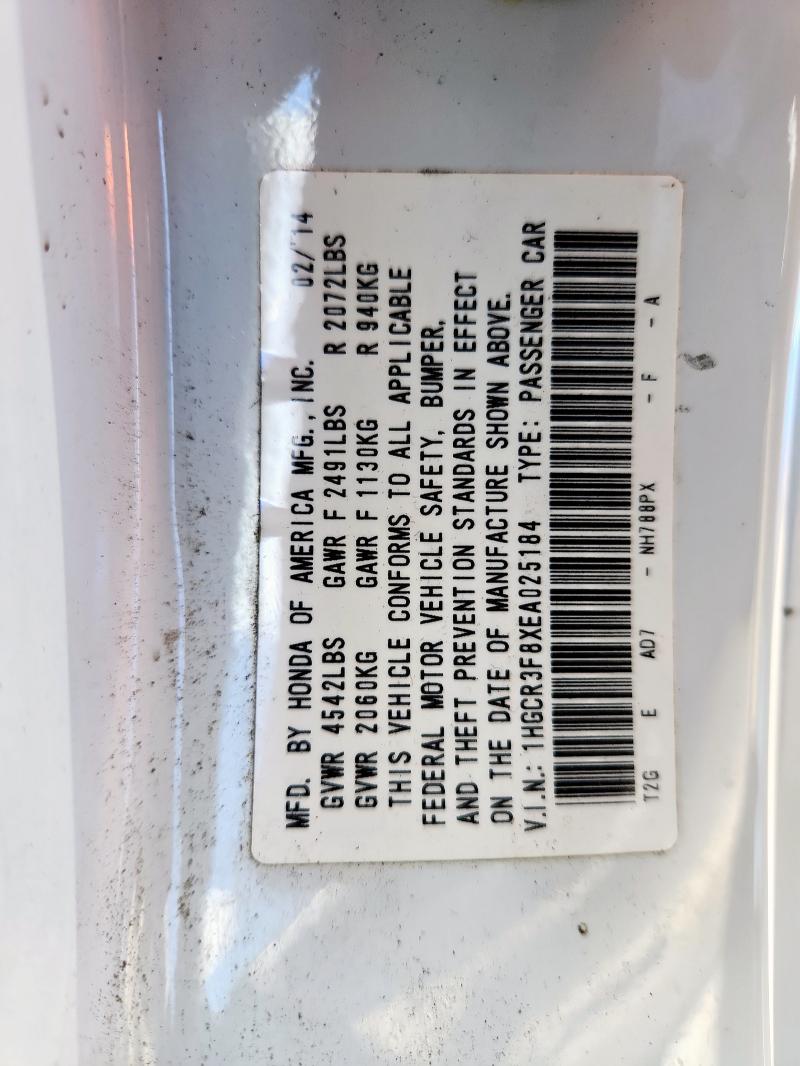 MFD. BY HONDA OF AMERICA MFG., INC. 02/'14
GVWR 4542LBS GAWR F 2491LBS R 2072LBS
GVWR 2060KG GAWR F 1130KG R 940KG
THIS VEHICLE CONFORMS TO ALL APPLICABLE
FEDERAL MOTOR VEHICLE SAFETY, BUMPER,
AND THEFT PREVENTION STANDARDS IN EFFECT
ON THE DATE OF MANUFACTURE SHOWN ABOVE.
V.I.N.: 1HGCR3F8XEA025184 TYPE: PASSENGER CAR
T2G E AD7 - NH788PX - F - A